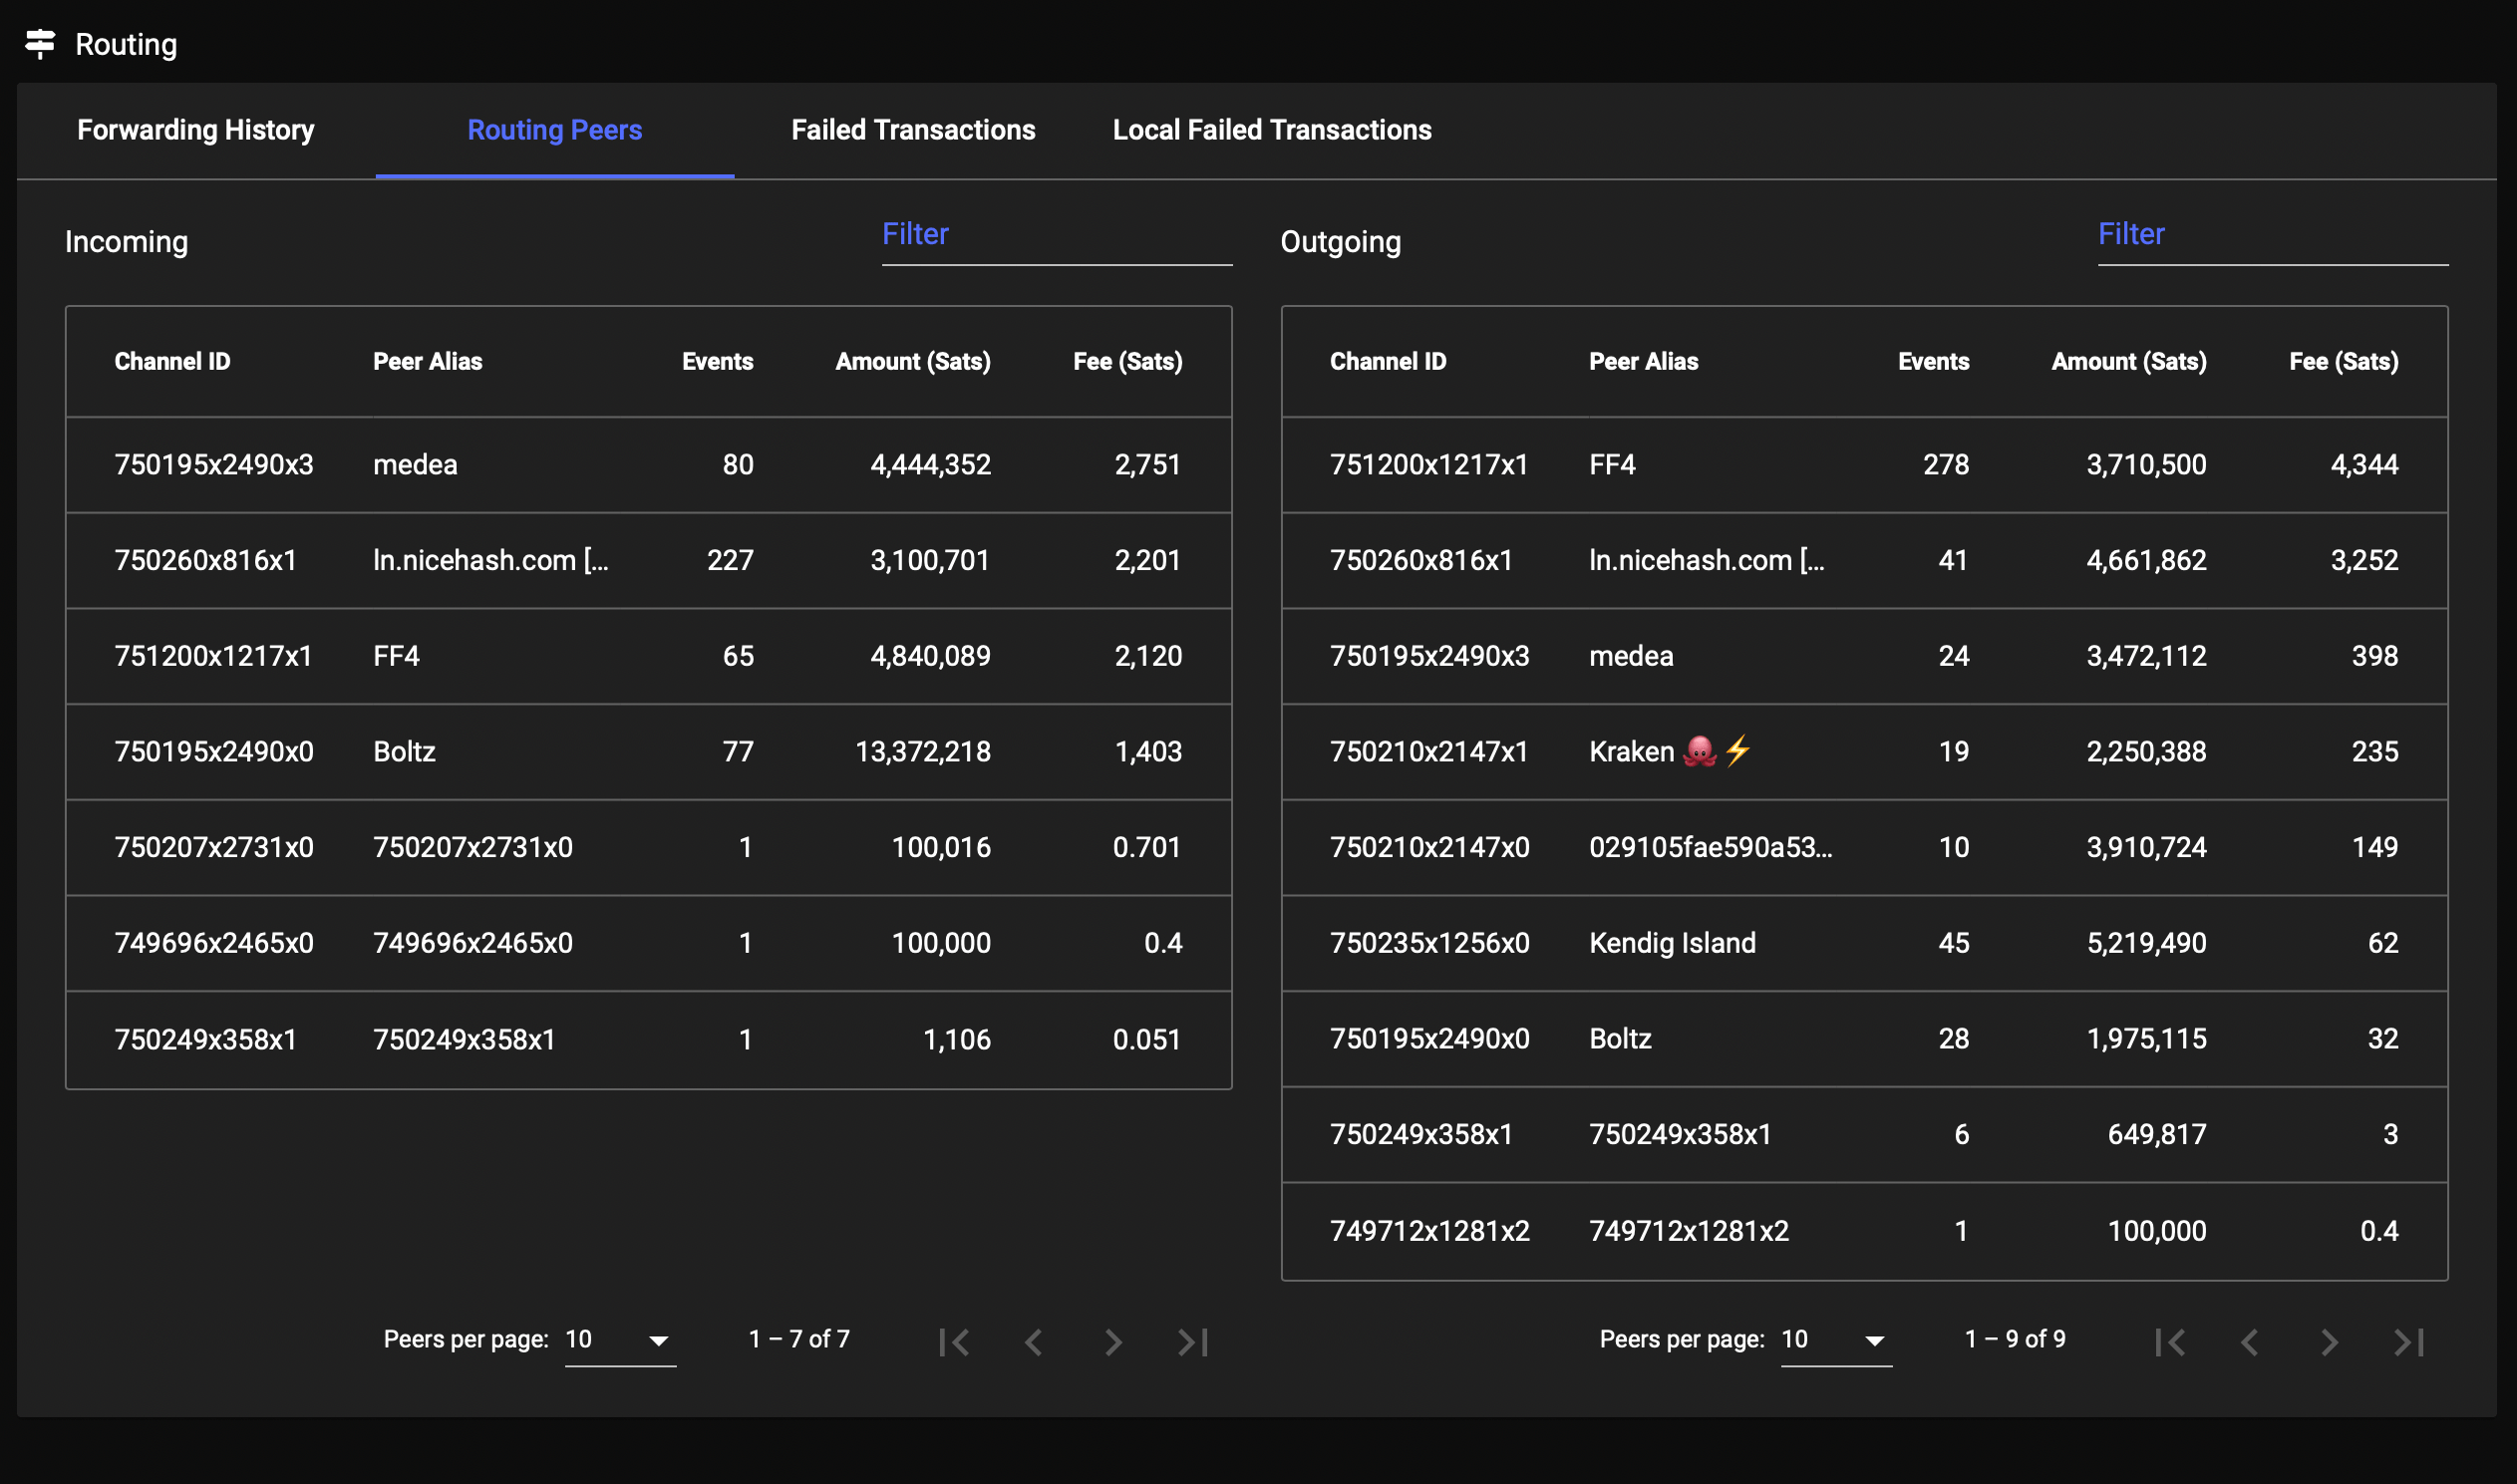 Routing
Forwarding History Routing Peers Failed Transactions Local Failed Transactions
Incoming Filter
Channel ID Peer Alias Events Amount (Sats) Fee (Sats)
750195x2490x3 medea 80 4,444,352 2,751
750260x816x1 ln.nicehash.com [... 227 3,100,701 2,201
751200x1217x1 FF4 65 4,840,089 2,120
750195x2490x0 Boltz 77 13,372,218 1,403
750207x2731x0 750207x2731x0 1 100,016 0.701
749696x2465x0 749696x2465x0 1 100,000 0.4
750249x358x1 750249x358x1 1 1,106 0.051
Peers per page: 10 1 – 7 of 7
Outgoing Filter
Channel ID Peer Alias Events Amount (Sats) Fee (Sats)
751200x1217x1 FF4 278 3,710,500 4,344
750260x816x1 ln.nicehash.com [... 41 4,661,862 3,252
750195x2490x3 medea 24 3,472,112 398
750210x2147x1 Kraken 🐙⚡ 19 2,250,388 235
750210x2147x0 029105fae590a53... 10 3,910,724 149
750235x1256x0 Kendig Island 45 5,219,490 62
750195x2490x0 Boltz 28 1,975,115 32
750249x358x1 750249x358x1 6 649,817 3
749712x1281x2 749712x1281x2 1 100,000 0.4
Peers per page: 10 1 – 9 of 9